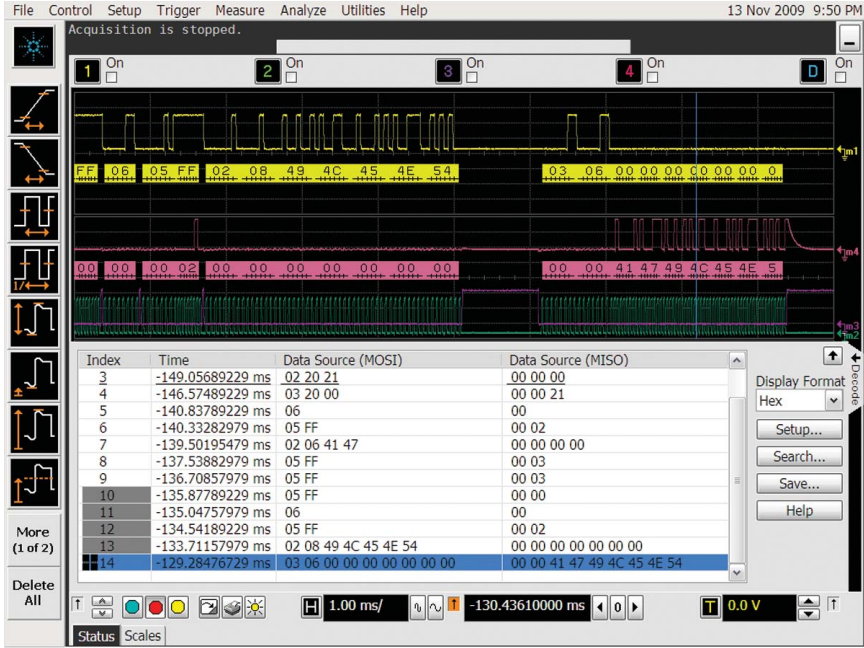 File Control Setup Trigger Measure Analyze Utilities Help 13 Nov 2009 9:50 PM
Acquisition is stopped.
1 On 2 On 3 On 4 On D On
m1
FF 06 05 FF 02 08 49 4C 45 4E 54 03 06 00 00 00 00 00 00 00 0
m4
00 00 00 02 00 00 00 00 00 00 00 00 00 41 47 49 4C 45 4E 5
m3
m2
1/
Index Time Data Source (MOSI) Data Source (MISO)
3 -149.05689229 ms 02 20 21 00 00 00
4 -146.57489229 ms 03 20 00 00 00 21
5 -140.83789229 ms 06 00
6 -140.33282979 ms 05 FF 00 02
7 -139.50195479 ms 02 06 41 47 00 00 00 00
8 -137.53882979 ms 05 FF 00 03
9 -136.70857979 ms 05 FF 00 03
10 -135.87789229 ms 05 FF 00 00
11 -135.04757979 ms 06 00
12 -134.54189229 ms 05 FF 00 02
13 -133.71157979 ms 02 08 49 4C 45 4E 54 00 00 00 00 00 00 00
14 -129.28476729 ms 03 06 00 00 00 00 00 00 00 00 00 41 47 49 4C 45 4E 54
Decode
Display Format
Hex
Setup...
Search...
Save...
Help
More
(1 of 2)
Delete
All
H 1.00 ms/ -130.43610000 ms 0 T 0.0 V
Status Scales